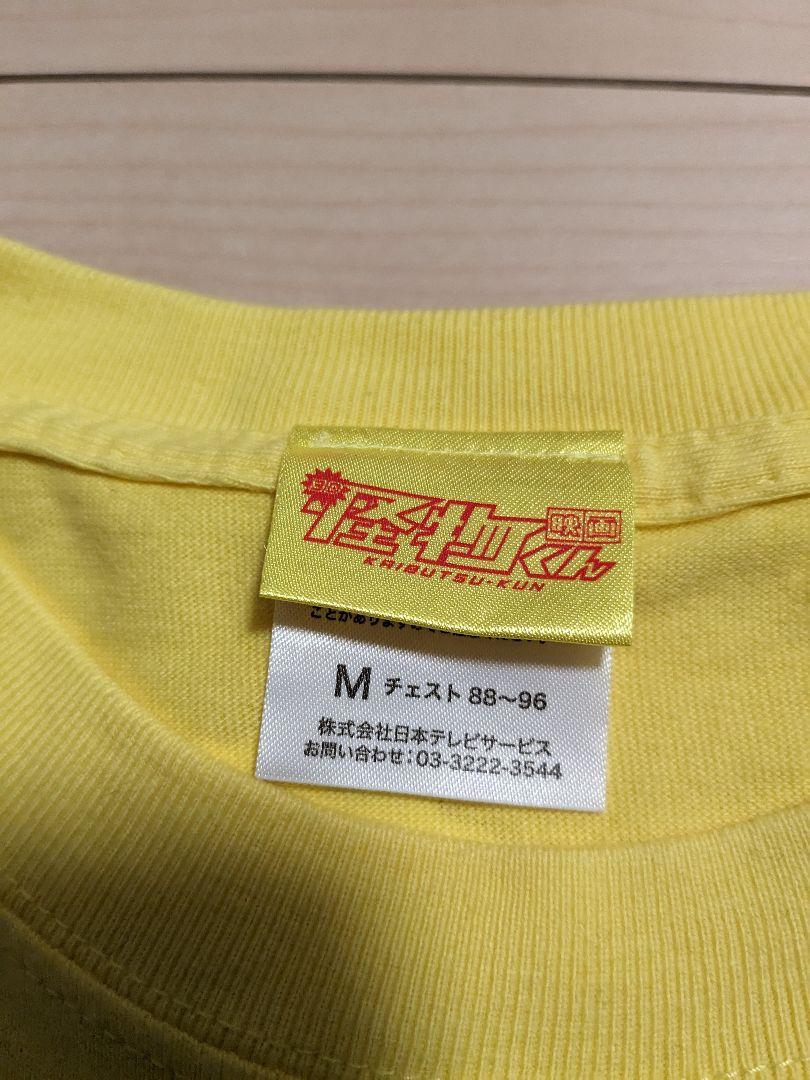 映画
怪物くん
KAIBUTSU-KUN
M チェスト 88〜96
株式会社日本テレビサービス
お問い合わせ:03-3222-3544